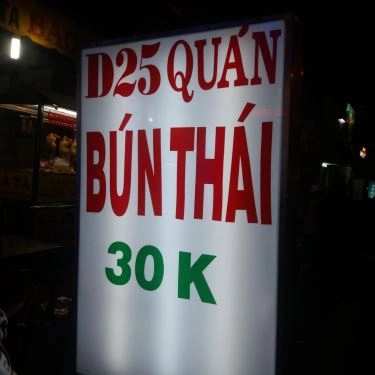 D25 QUÁN
BÚN THÁI
30 K